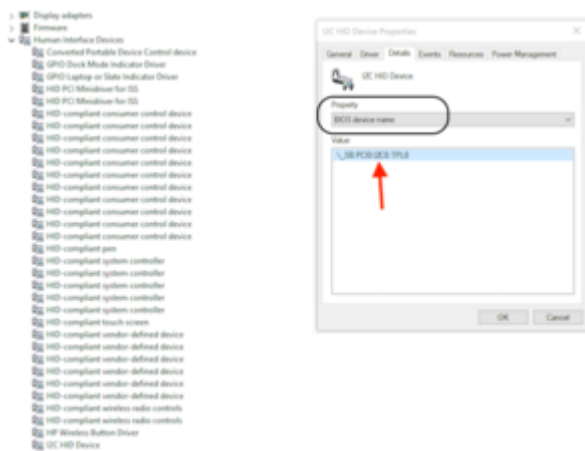 Display adapters
Firmware
Human Interface Devices
Converted Portable Device Control device
GPIO Dock Mode Indicator Driver
GPIO Laptop or Slate Indicator Driver
HID PCI Minidriver for ISS
HID PCI Minidriver for ISS
HID-compliant consumer control device
HID-compliant consumer control device
HID-compliant consumer control device
HID-compliant consumer control device
HID-compliant consumer control device
HID-compliant consumer control device
HID-compliant consumer control device
HID-compliant consumer control device
HID-compliant consumer control device
HID-compliant consumer control device
HID-compliant consumer control device
HID-compliant pen
HID-compliant system controller
HID-compliant system controller
HID-compliant system controller
HID-compliant system controller
HID-compliant system controller
HID-compliant touch screen
HID-compliant vendor-defined device
HID-compliant vendor-defined device
HID-compliant vendor-defined device
HID-compliant vendor-defined device
HID-compliant vendor-defined device
HID-compliant vendor-defined device
HID-compliant wireless radio controls
HID-compliant wireless radio controls
HP Wireless Button Driver
I2C HID Device
I2C HID Device Properties
General Driver Details Events Resources Power Management
I2C HID Device
Property
BIOS device name
Value
\_SB.PCI0.I2C0.TPL0
OK Cancel